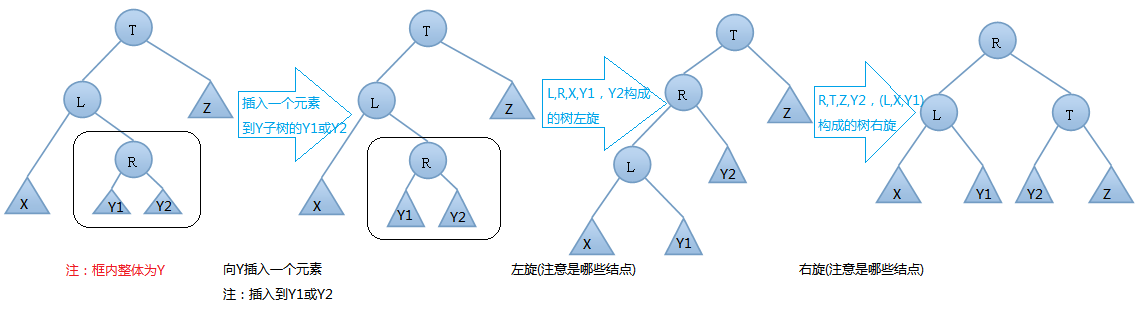 T
L
Z
R
X
Y1
Y2
注：框内整体为Y
插入一个元素
到Y子树的Y1或Y2
T
L
Z
R
X
Y1
Y2
向Y插入一个元素
注：插入到Y1或Y2
L,R,X,Y1，Y2构成
的树左旋
T
R
Z
L
Y2
X
Y1
左旋(注意是哪些结点)
R,T,Z,Y2，(L,X,Y1)
构成的树右旋
R
L
T
X
Y1
Y2
Z
右旋(注意是哪些结点)